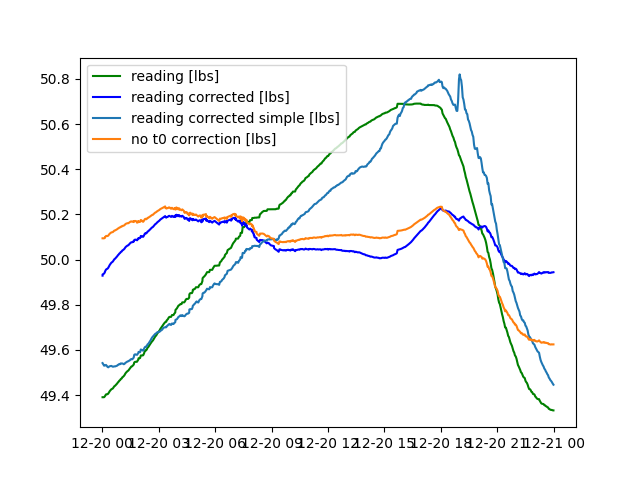 reading [lbs]
reading corrected [lbs]
reading corrected simple [lbs]
no t0 correction [lbs]
50.8
50.6
50.4
50.2
50.0
49.8
49.6
49.4
12-20 00 12-20 03 12-20 06 12-20 09 12-20 12 12-20 15 12-20 18 12-20 21 12-21 00